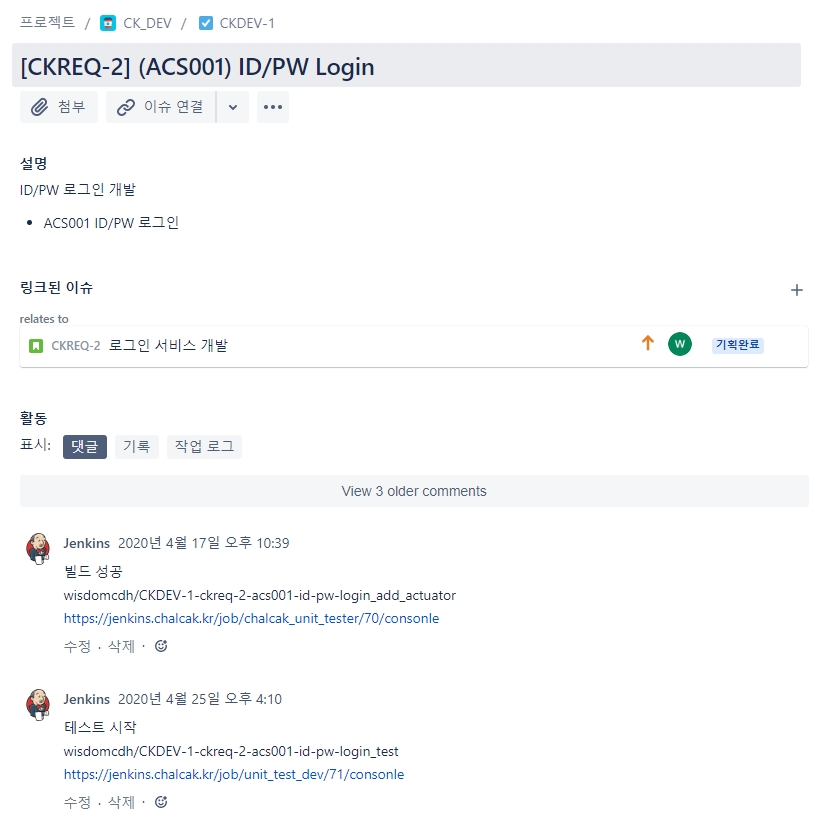 프로젝트 / CK_DEV / CKDEV-1
[CKREQ-2] (ACS001) ID/PW Login
첨부 이슈 연결
설명
ID/PW 로그인 개발
• ACS001 ID/PW 로그인
링크된 이슈
relates to
CKREQ-2 로그인 서비스 개발 W 기획완료
활동
표시: 댓글 기록 작업 로그
View 3 older comments
Jenkins 2020년 4월 17일 오후 10:39
빌드 성공
wisdomcdh/CKDEV-1-ckreq-2-acs001-id-pw-login_add_actuator
https://jenkins.chalcak.kr/job/chalcak_unit_tester/70/consonle
수정 · 삭제 ·
Jenkins 2020년 4월 25일 오후 4:10
테스트 시작
wisdomcdh/CKDEV-1-ckreq-2-acs001-id-pw-login_test
https://jenkins.chalcak.kr/job/unit_test_dev/71/consonle
수정 · 삭제 ·